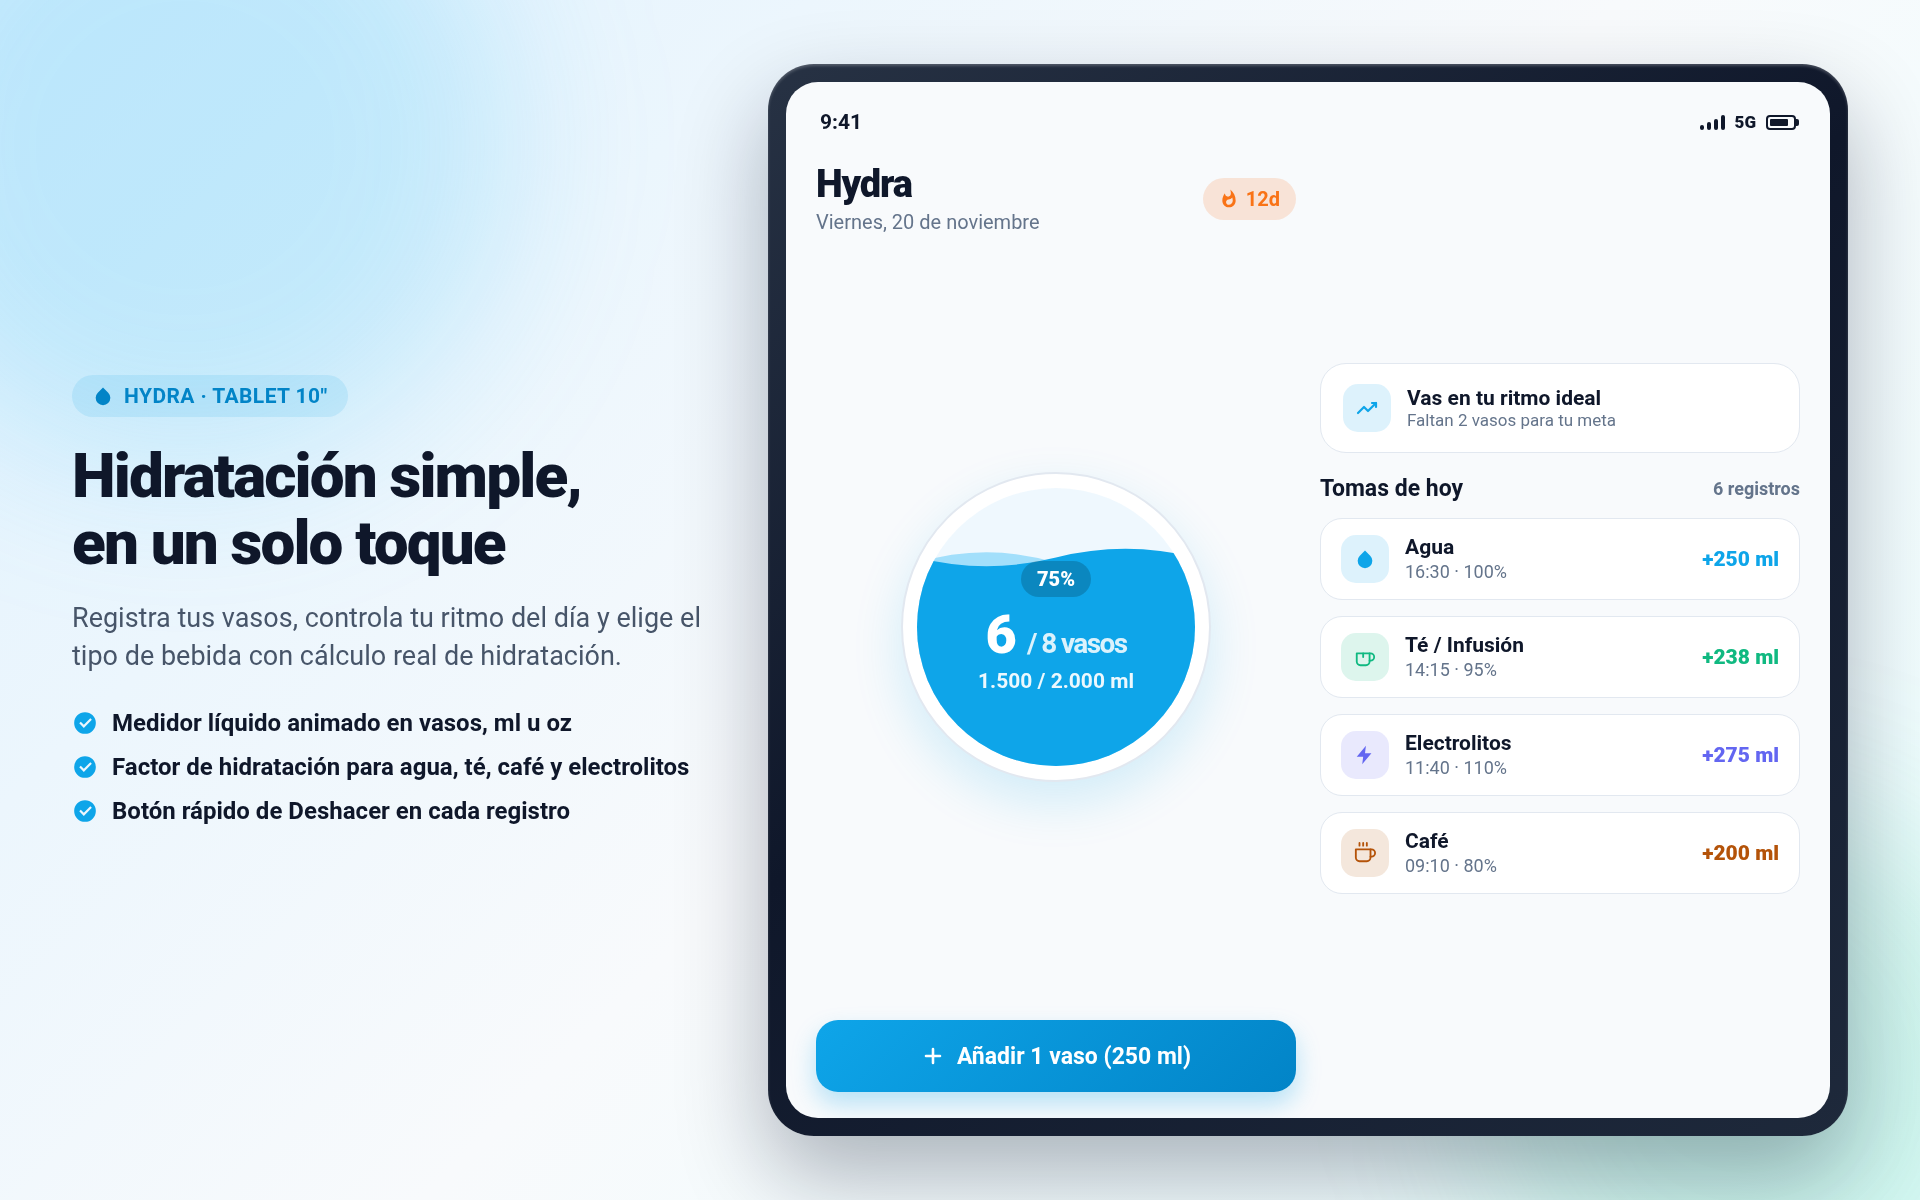 HYDRA · TABLET 10"
Hidratación simple,
en un solo toque
Registra tus vasos, controla tu ritmo del día y elige el
tipo de bebida con cálculo real de hidratación.
Medidor líquido animado en vasos, ml u oz
Factor de hidratación para agua, té, café y electrolitos
Botón rápido de Deshacer en cada registro
9:41
5G
Hydra
Viernes, 20 de noviembre
12d
75%
6 / 8 vasos
1.500 / 2.000 ml
Añadir 1 vaso (250 ml)
Vas en tu ritmo ideal
Faltan 2 vasos para tu meta
Tomas de hoy
6 registros
Agua
16:30 · 100%
+250 ml
Té / Infusión
14:15 · 95%
+238 ml
Electrolitos
11:40 · 110%
+275 ml
Café
09:10 · 80%
+200 ml